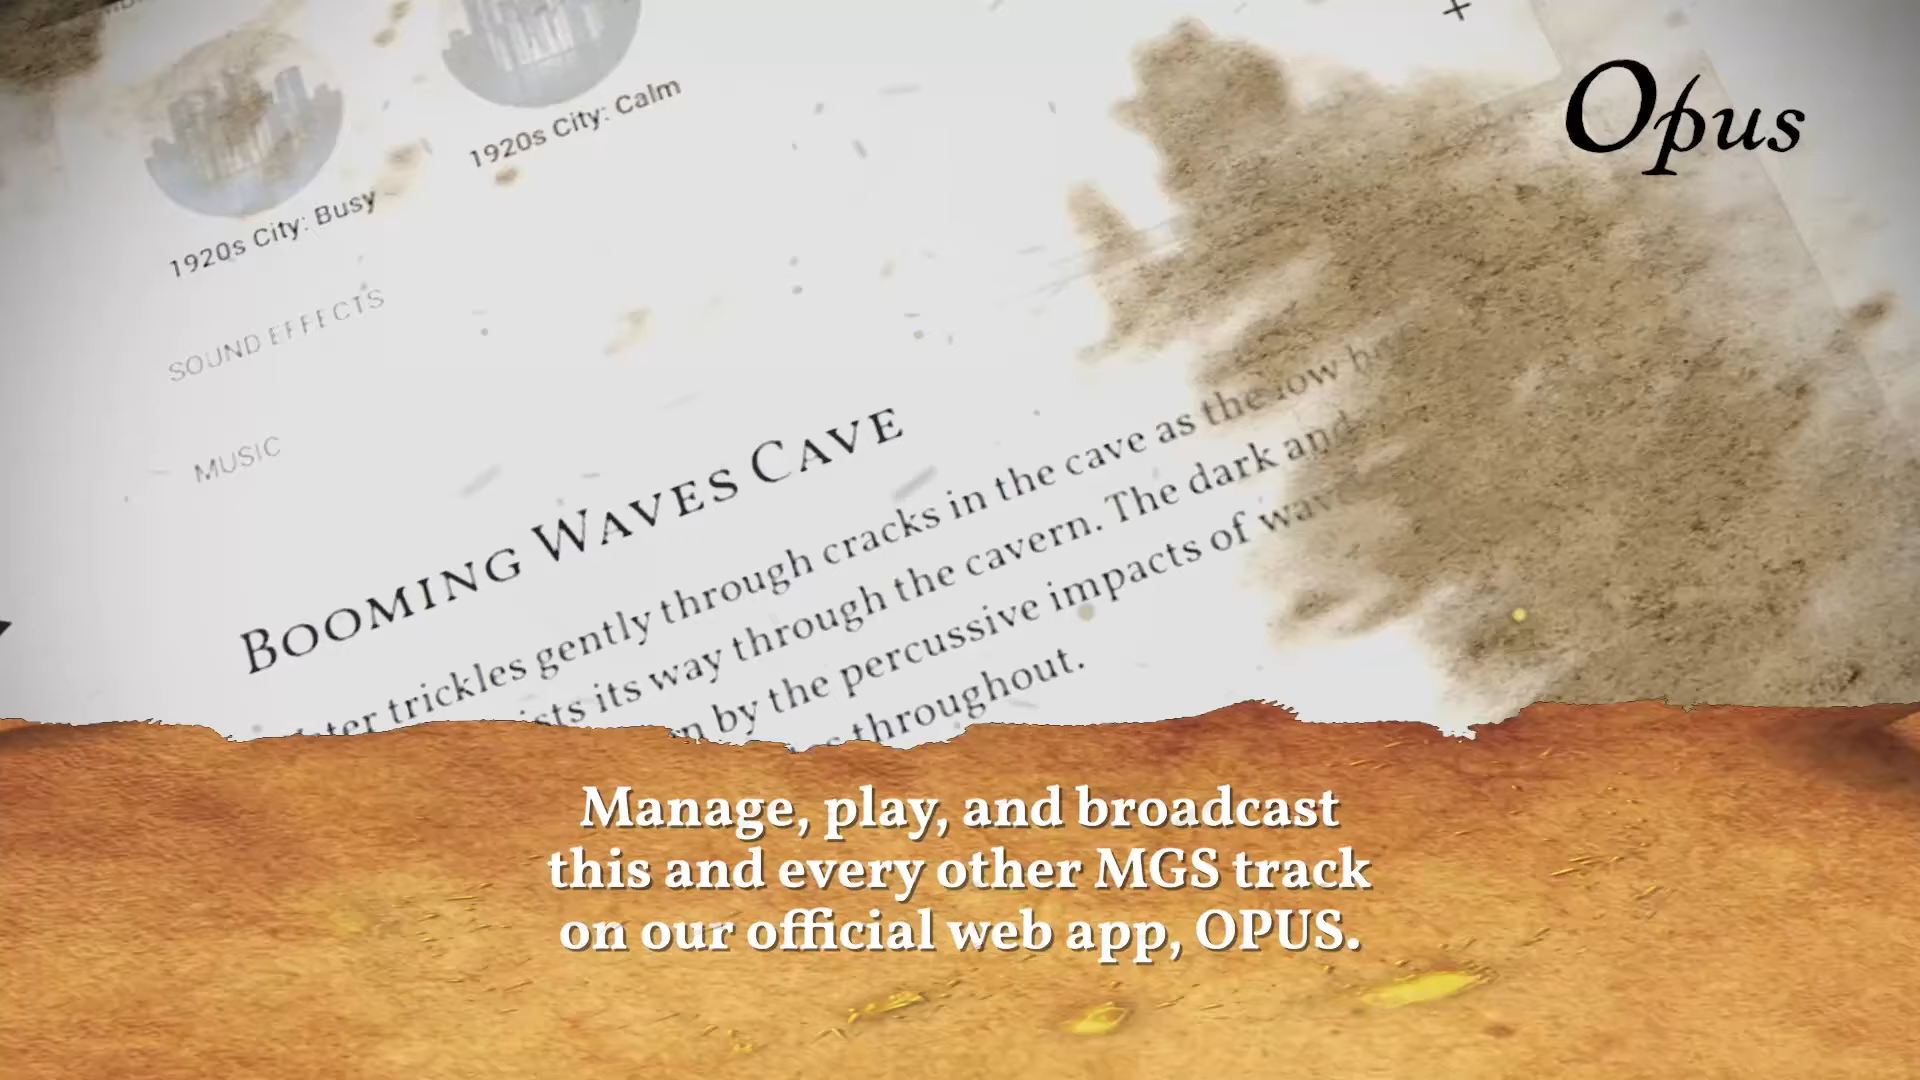 Opus
1920s City: Calm
1920s City: Busy
SOUND EFFECTS
MUSIC
BOOMING WAVES CAVE
trickles gently through cracks in the cave as the low
its way through the cavern. The dark and
by the percussive impacts of
throughout.
Manage, play, and broadcast
this and every other MGS track
on our official web app, OPUS.